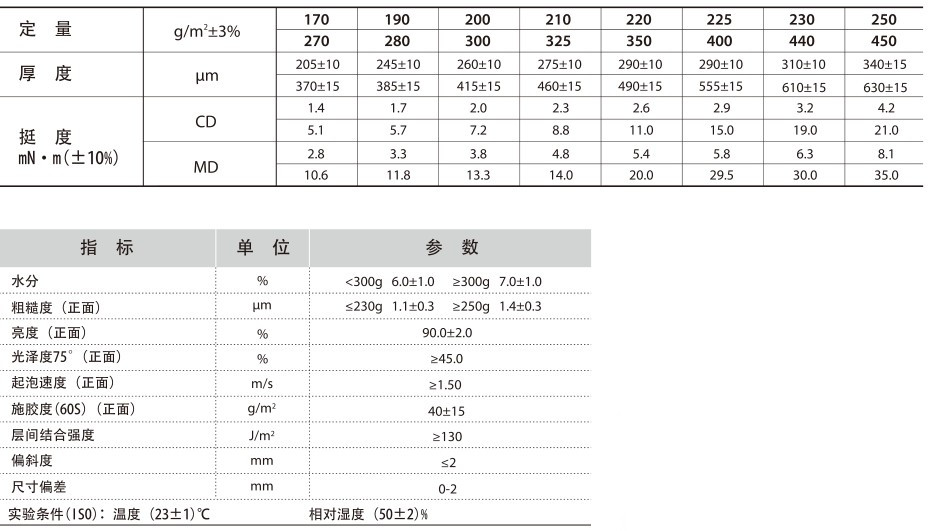 定 量 g/m²±3% 170 190 200 210 220 225 230 250
270 280 300 325 350 400 440 450
厚 度 μm 205±10 245±10 260±10 275±10 290±10 290±10 310±10 340±15
370±15 385±15 415±15 460±15 490±15 555±15 610±15 630±15
挺 度 mN·m(±10%) CD 1.4 1.7 2.0 2.3 2.6 2.9 3.2 4.2
5.1 5.7 7.2 8.8 11.0 15.0 19.0 21.0
MD 2.8 3.3 3.8 4.8 5.4 5.8 6.3 8.1
10.6 11.8 13.3 14.0 20.0 29.5 30.0 35.0
指 标 单 位 参 数
水分 % <300g 6.0±1.0 ≥300g 7.0±1.0
粗糙度（正面） μm ≤230g 1.1±0.3 ≥250g 1.4±0.3
亮度（正面） % 90.0±2.0
光泽度75°（正面） % ≥45.0
起泡速度（正面） m/s ≥1.50
施胶度(60S)（正面） g/m² 40±15
层间结合强度 J/m² ≥130
偏斜度 mm ≤2
尺寸偏差 mm 0-2
实验条件(ISO)：温度（23±1)℃ 相对湿度（50±2)%